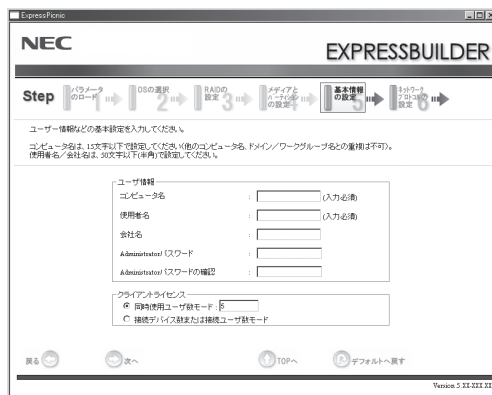 ExpressPicnic
NEC
EXPRESSBUILDER
Step パラメータのロード 1 OSの選択 2 RAIDの設定 3 メディアとパーティションの設定 4 基本情報の設定 5 ネットワークプロトコルの設定 6
ユーザー情報などの基本設定を入力してください。
コンピュータ名は、15文字以下で設定してください(他のコンピュータ名、ドメイン/ワークグループ名との重複は不可)。
使用者名/会社名は、50文字以下(半角)で設定してください。
ユーザ情報
コンピュータ名 : (入力必須)
使用者名 : (入力必須)
会社名 :
Administratorパスワード :
Administratorパスワードの確認 :
クライアントライセンス
同時使用ユーザ数モード : 5
接続デバイス数または接続ユーザ数モード
戻る 次へ TOPへ デフォルトへ戻す
Version 5.XX-XXX.XX